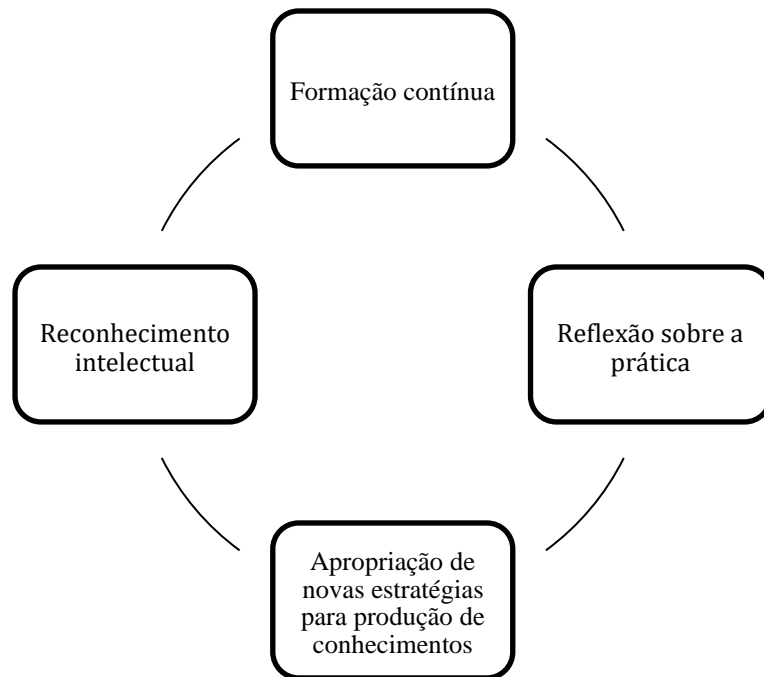 Formação contínua
Reconhecimento
intelectual
Reflexão sobre a
prática
Apropriação de
novas estratégias
para produção de
conhecimentos